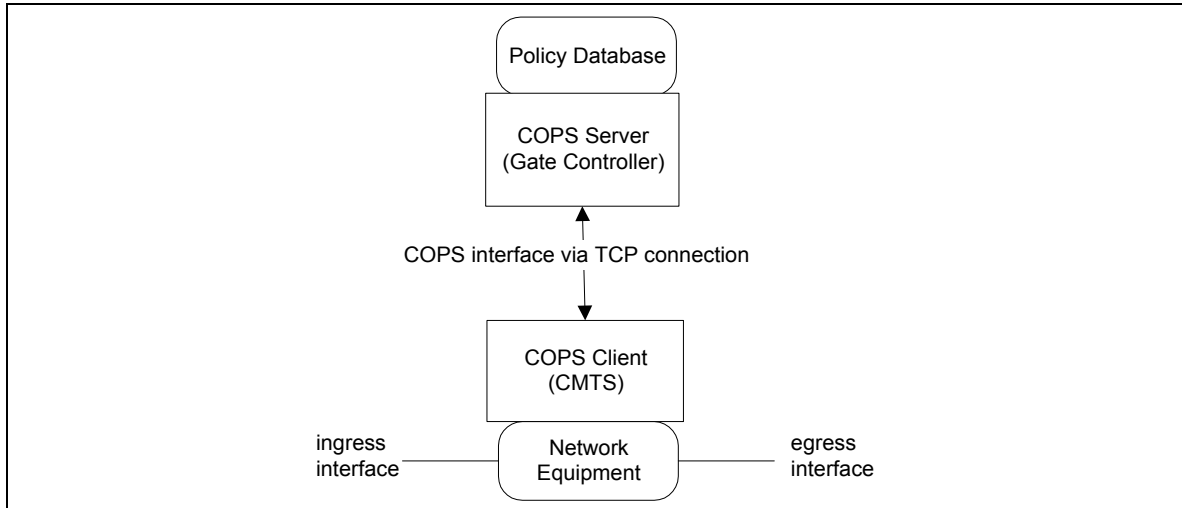 Policy Database
COPS Server
(Gate Controller)
COPS interface via TCP connection
COPS Client
(CMTS)
ingress
interface
Network
Equipment
egress
interface